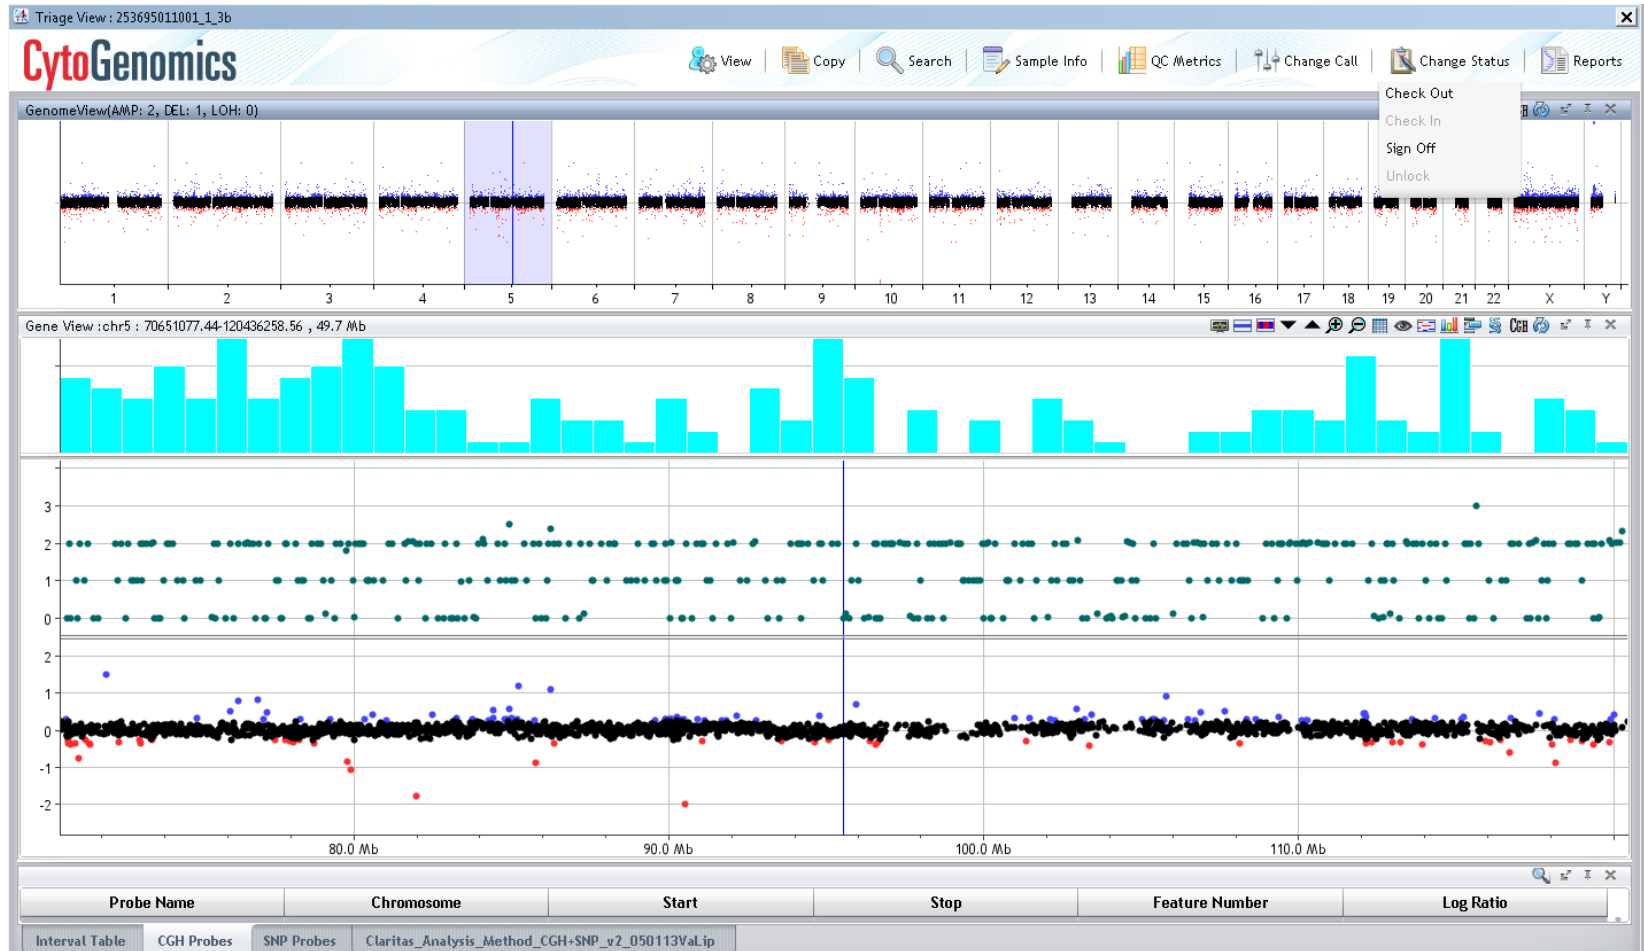 Triage View : 253695011001_1_3b
CytoGenomics
View
Copy
Search
Sample Info
QC Metrics
Change Call
Change Status
Reports
Check Out
Check In
Sign Off
Unlock
GenomeView(AMP: 2, DEL: 1, LOH: 0)
1 2 3 4 5 6 7 8 9 10 11 12 13 14 15 16 17 18 19 20 21 22 X Y
Gene View :chr5 : 70651077.44-120436258.56 , 49.7 Mb
CGH
3
2
1
0
2
1
0
-1
-2
80.0 Mb 90.0 Mb 100.0 Mb 110.0 Mb
Probe Name Chromosome Start Stop Feature Number Log Ratio
Interval Table CGH Probes SNP Probes Claritas_Analysis_Method_CGH+SNP_v2_050113VaLip